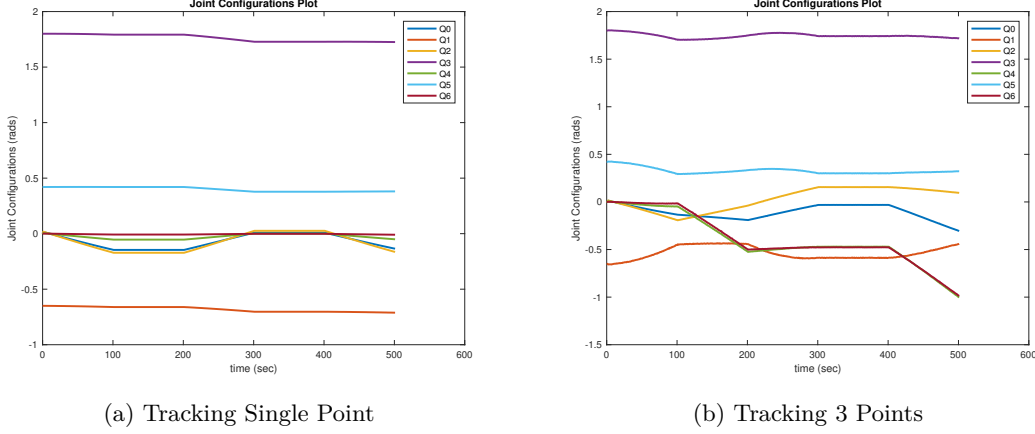 Joint Configurations Plot
2
1.5
1
0.5
0
-0.5
-1
Joint Configurations (rads)
0 100 200 300 400 500 600
time (sec)
Q0
Q1
Q2
Q3
Q4
Q5
Q6
(a) Tracking Single Point
Joint Configurations Plot
2
1.5
1
0.5
0
-0.5
-1
-1.5
Joint Configurations (rads)
0 100 200 300 400 500 600
time (sec)
Q0
Q1
Q2
Q3
Q4
Q5
Q6
(b) Tracking 3 Points